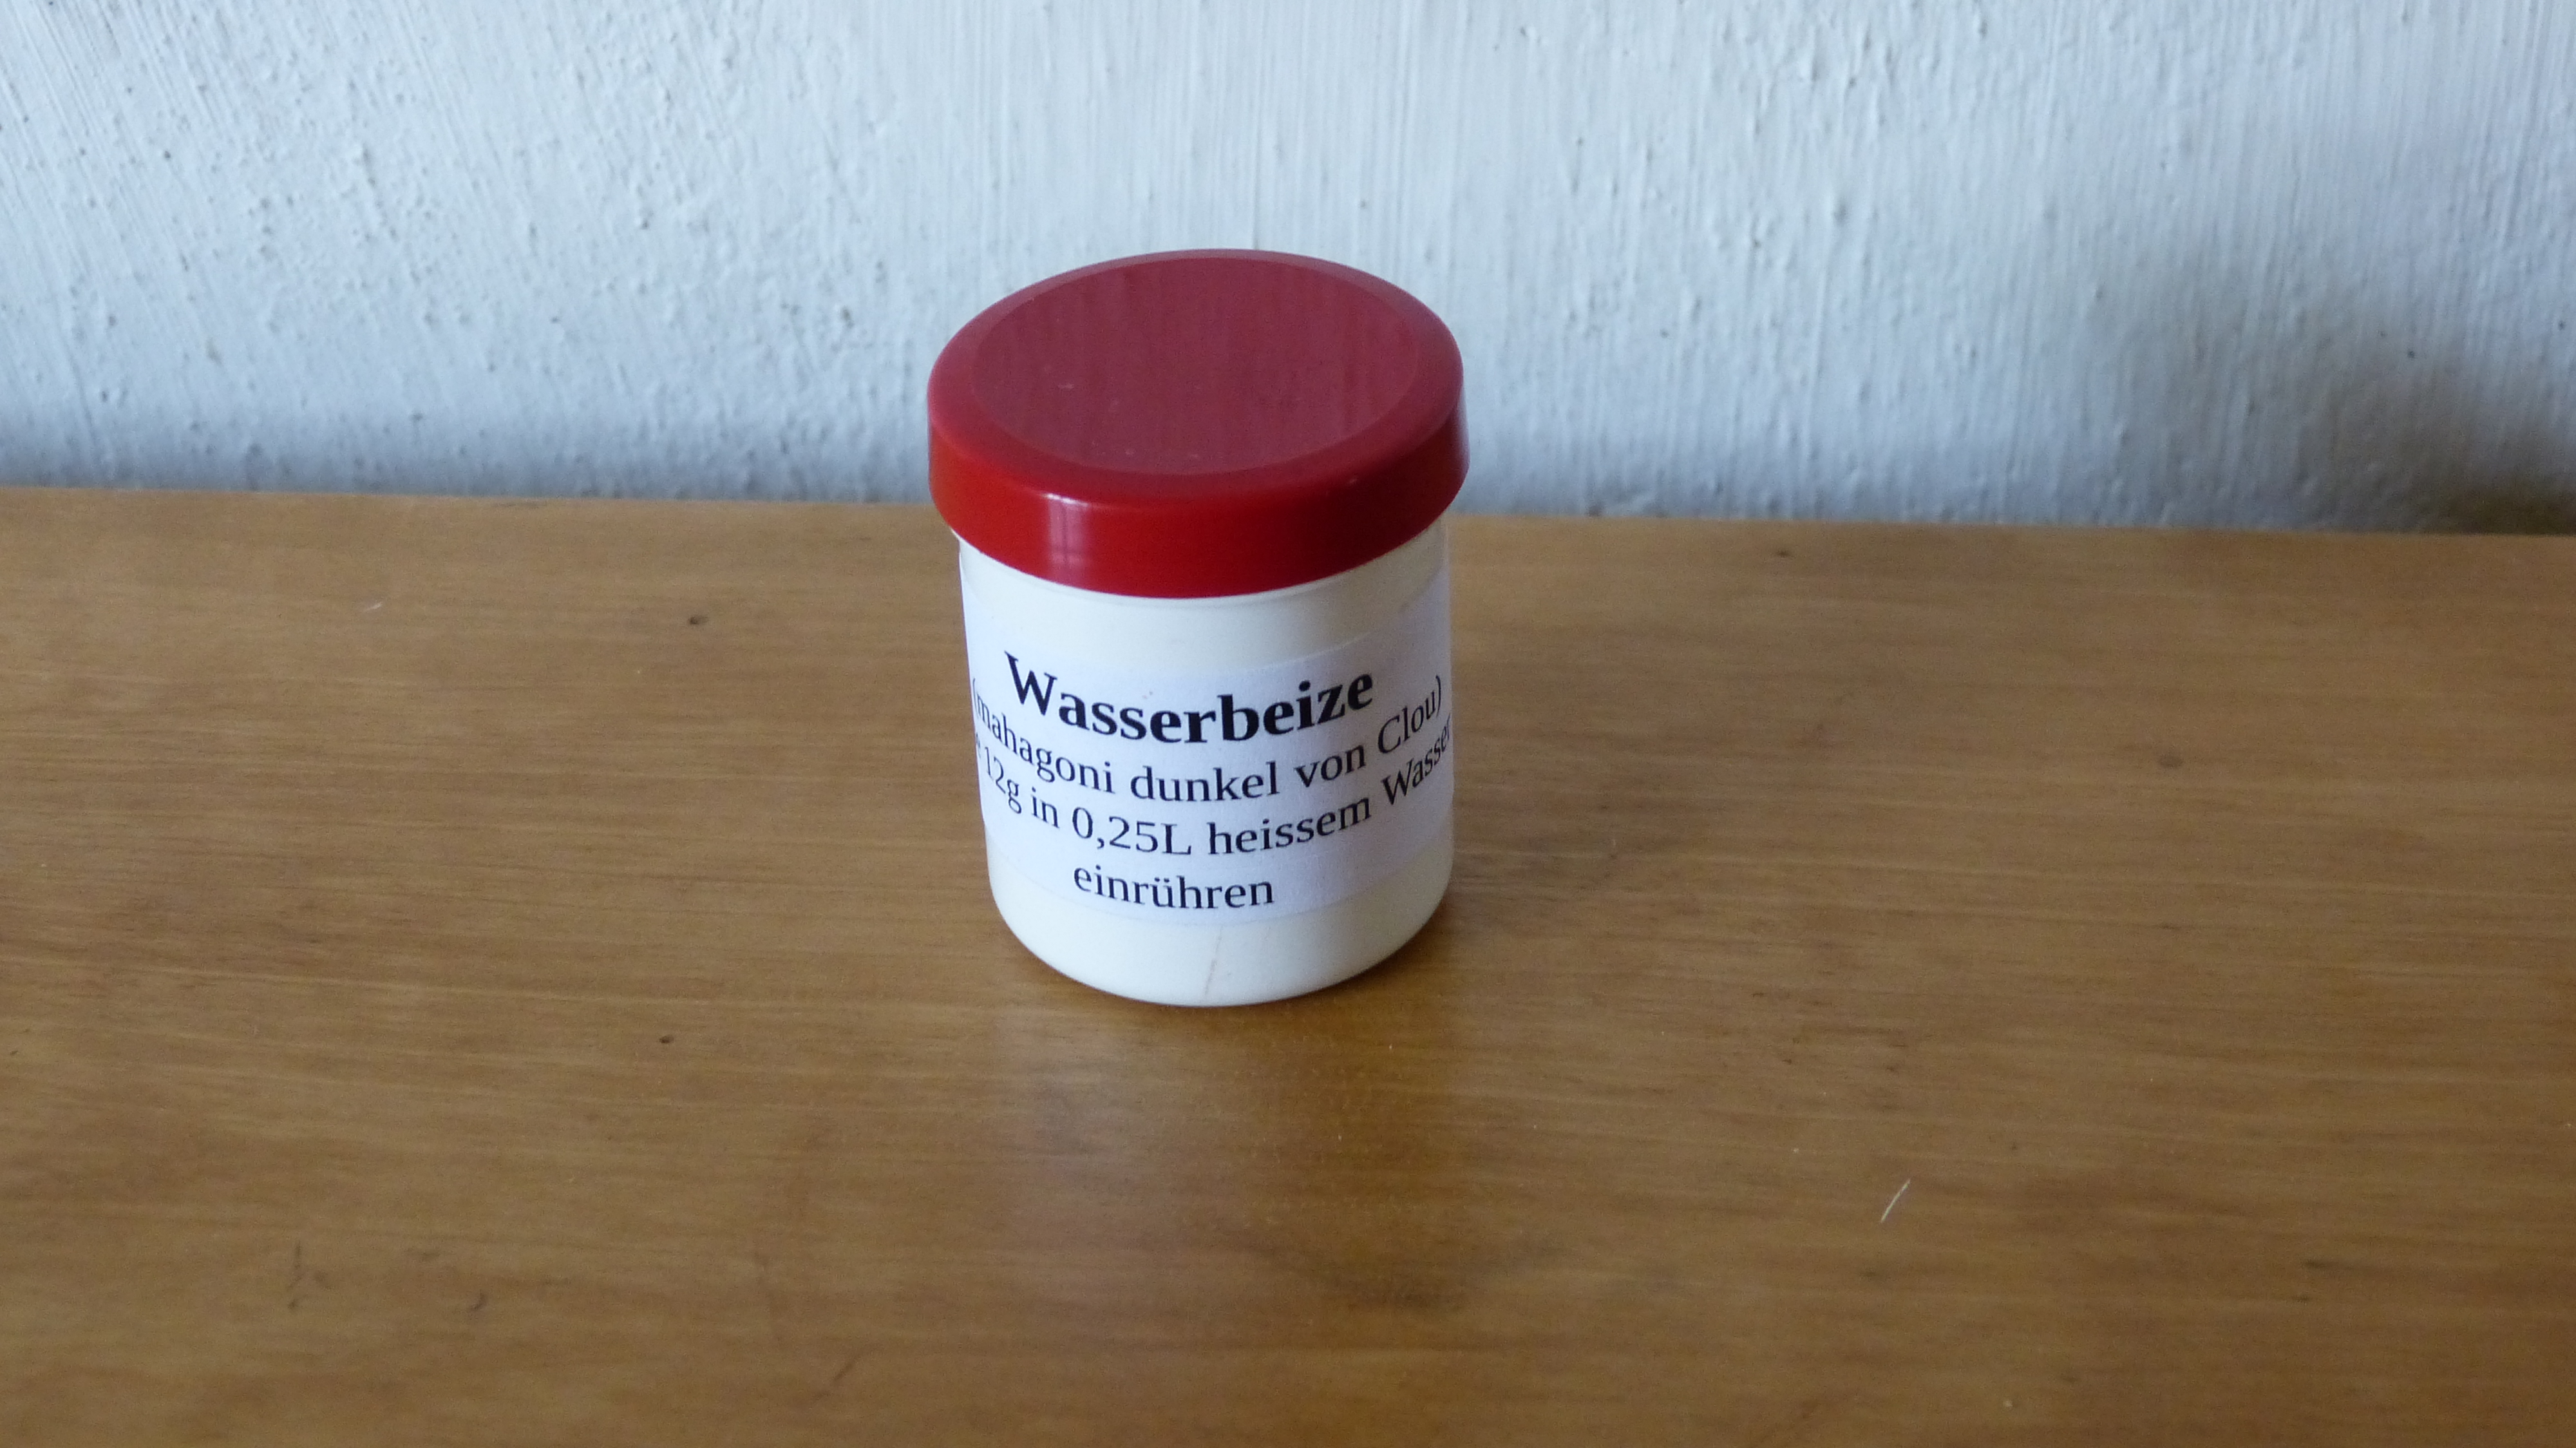 Wasserbeize
(mahagoni dunkel von Clou)
12g in 0,25L heissem Wasser
einrühren